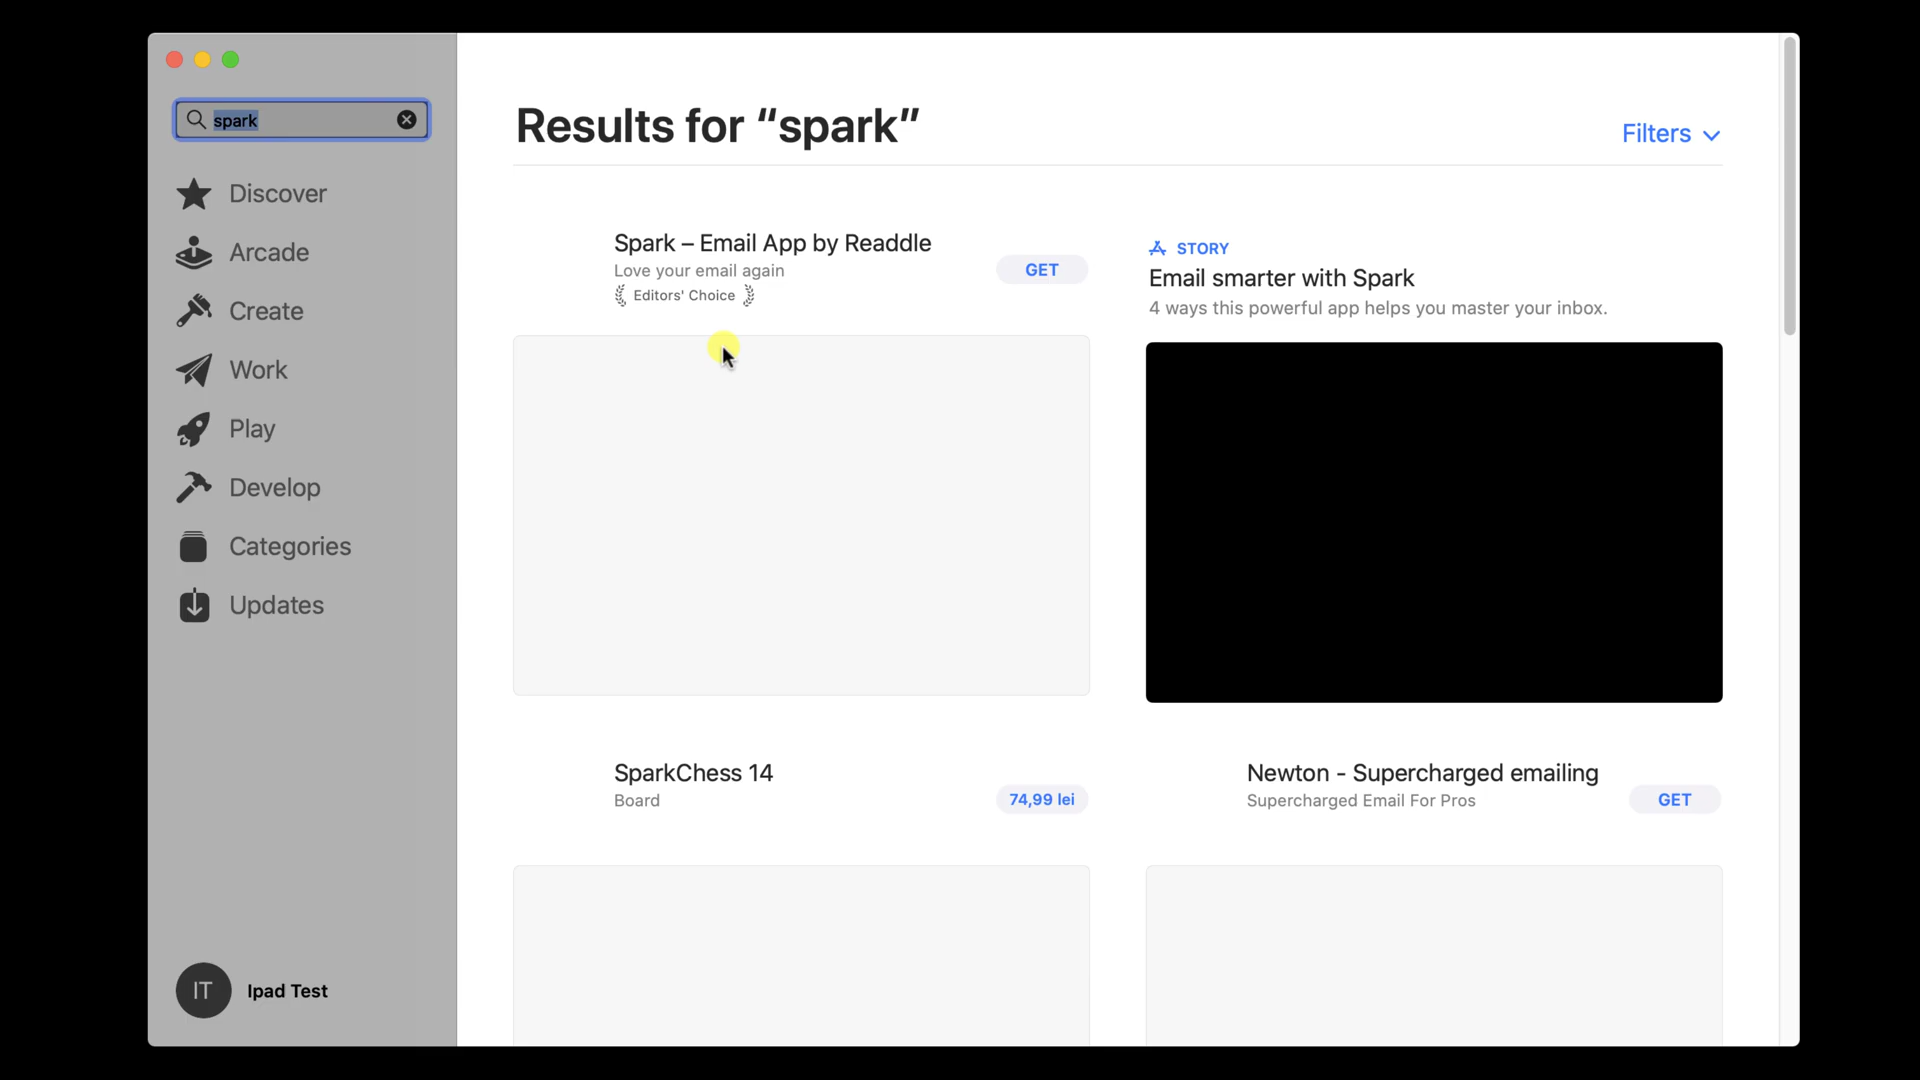 spark
Discover
Arcade
Create
Work
Play
Develop
Categories
Updates
IT
Ipad Test
Results for “spark”
Filters
Spark – Email App by Readdle
Love your email again
Editors' Choice
GET
STORY
Email smarter with Spark
4 ways this powerful app helps you master your inbox.
SparkChess 14
Board
74,99 lei
Newton - Supercharged emailing
Supercharged Email For Pros
GET